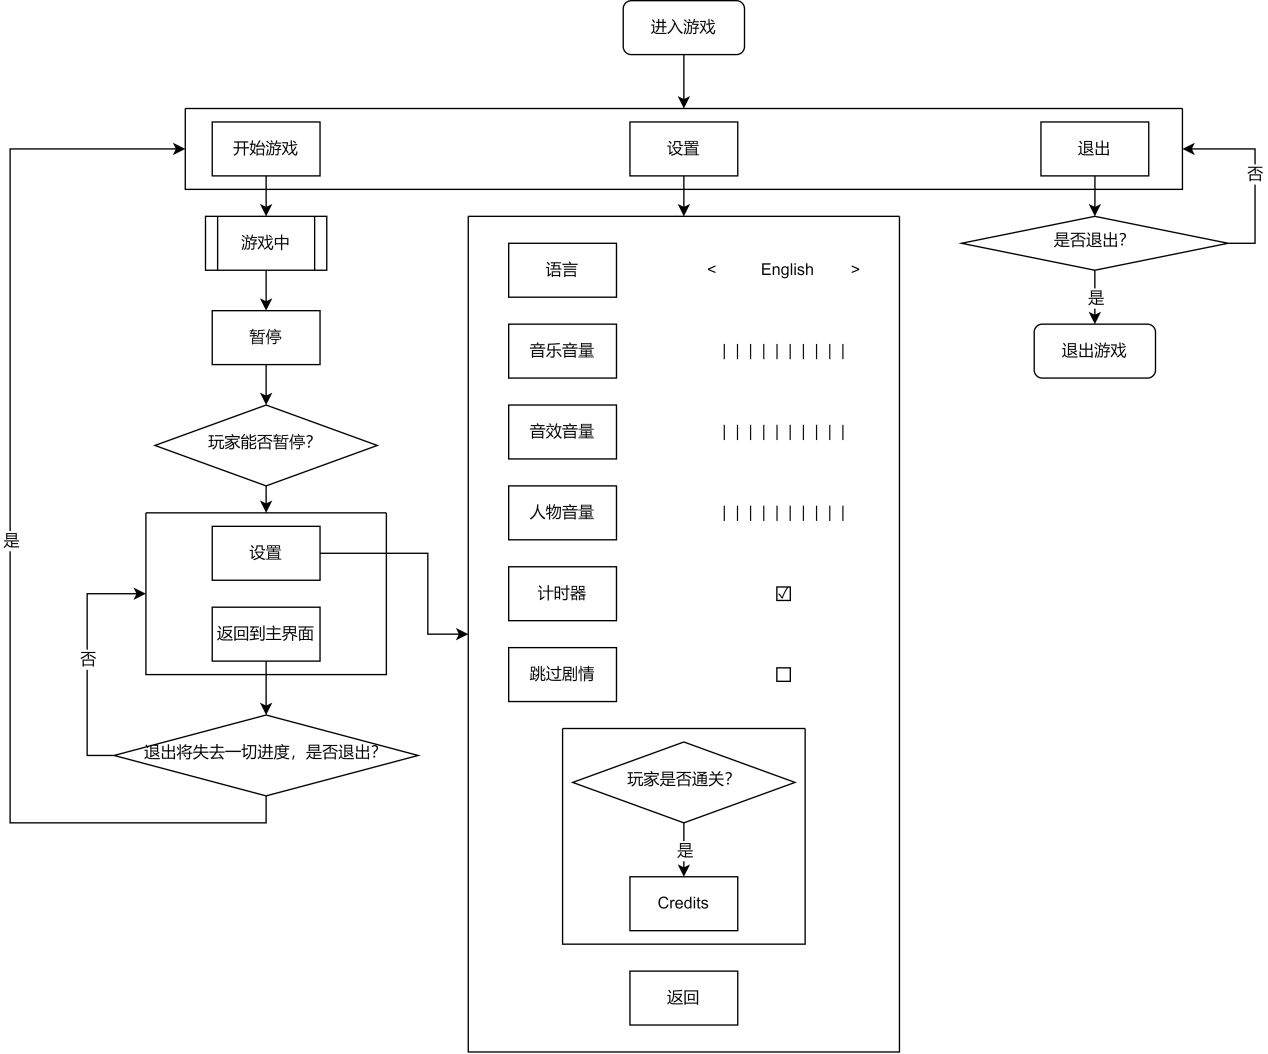 进入游戏
开始游戏
设置
退出
否
游戏中
是否退出?
语言
< English >
是
暂停
音乐音量
| | | | | | | | | |
退出游戏
玩家能否暂停?
音效音量
| | | | | | | | | |
人物音量
| | | | | | | | | |
是
设置
计时器
☑
返回到主界面
否
跳过剧情
☐
退出将失去一切进度，是否退出?
玩家是否通关?
是
Credits
返回